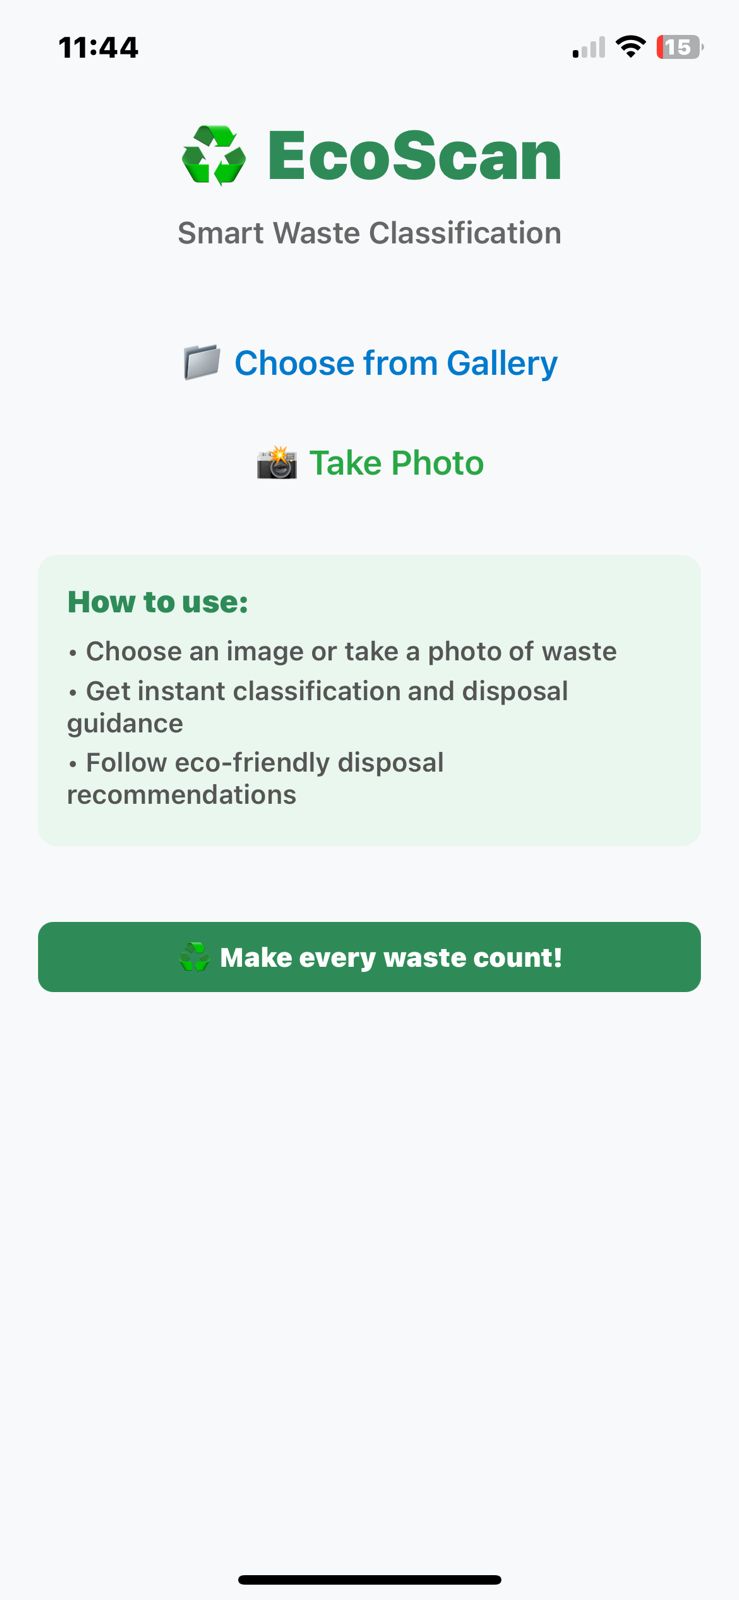 11:44
15
EcoScan
Smart Waste Classification
Choose from Gallery
Take Photo
How to use:
• Choose an image or take a photo of waste
• Get instant classification and disposal
guidance
• Follow eco-friendly disposal
recommendations
Make every waste count!